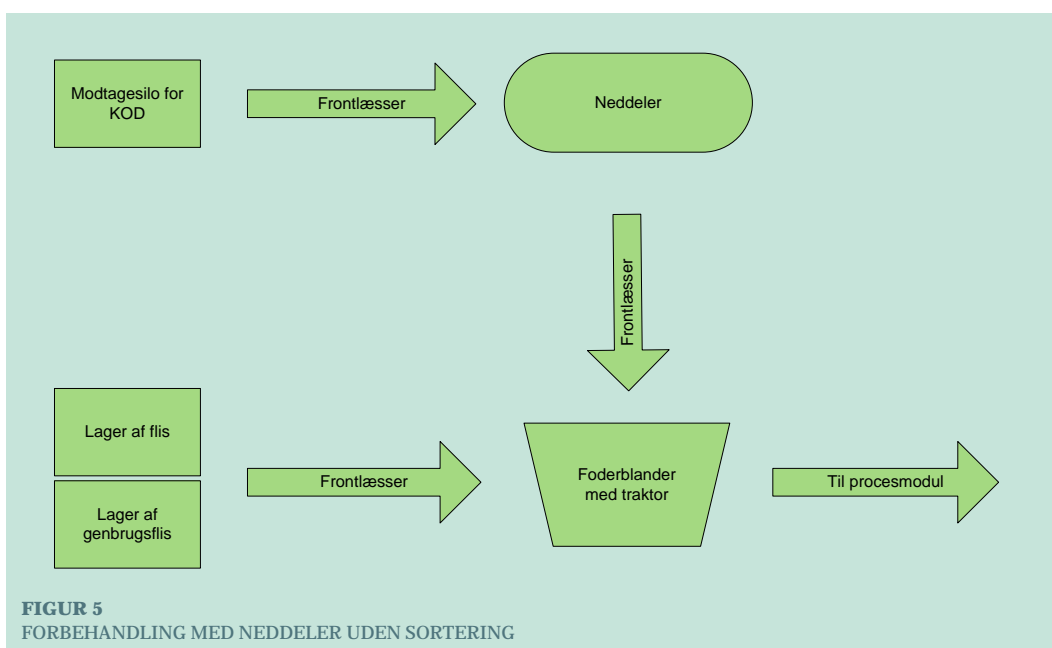 Modtagesilo for
KOD
Frontlæsser
Neddeler
Frontlæsser
Lager af flis
Lager af
genbrugsflis
Frontlæsser
Foderblander
med traktor
Til procesmodul
FIGUR 5
FORBEHANDLING MED NEDDELER UDEN SORTERING